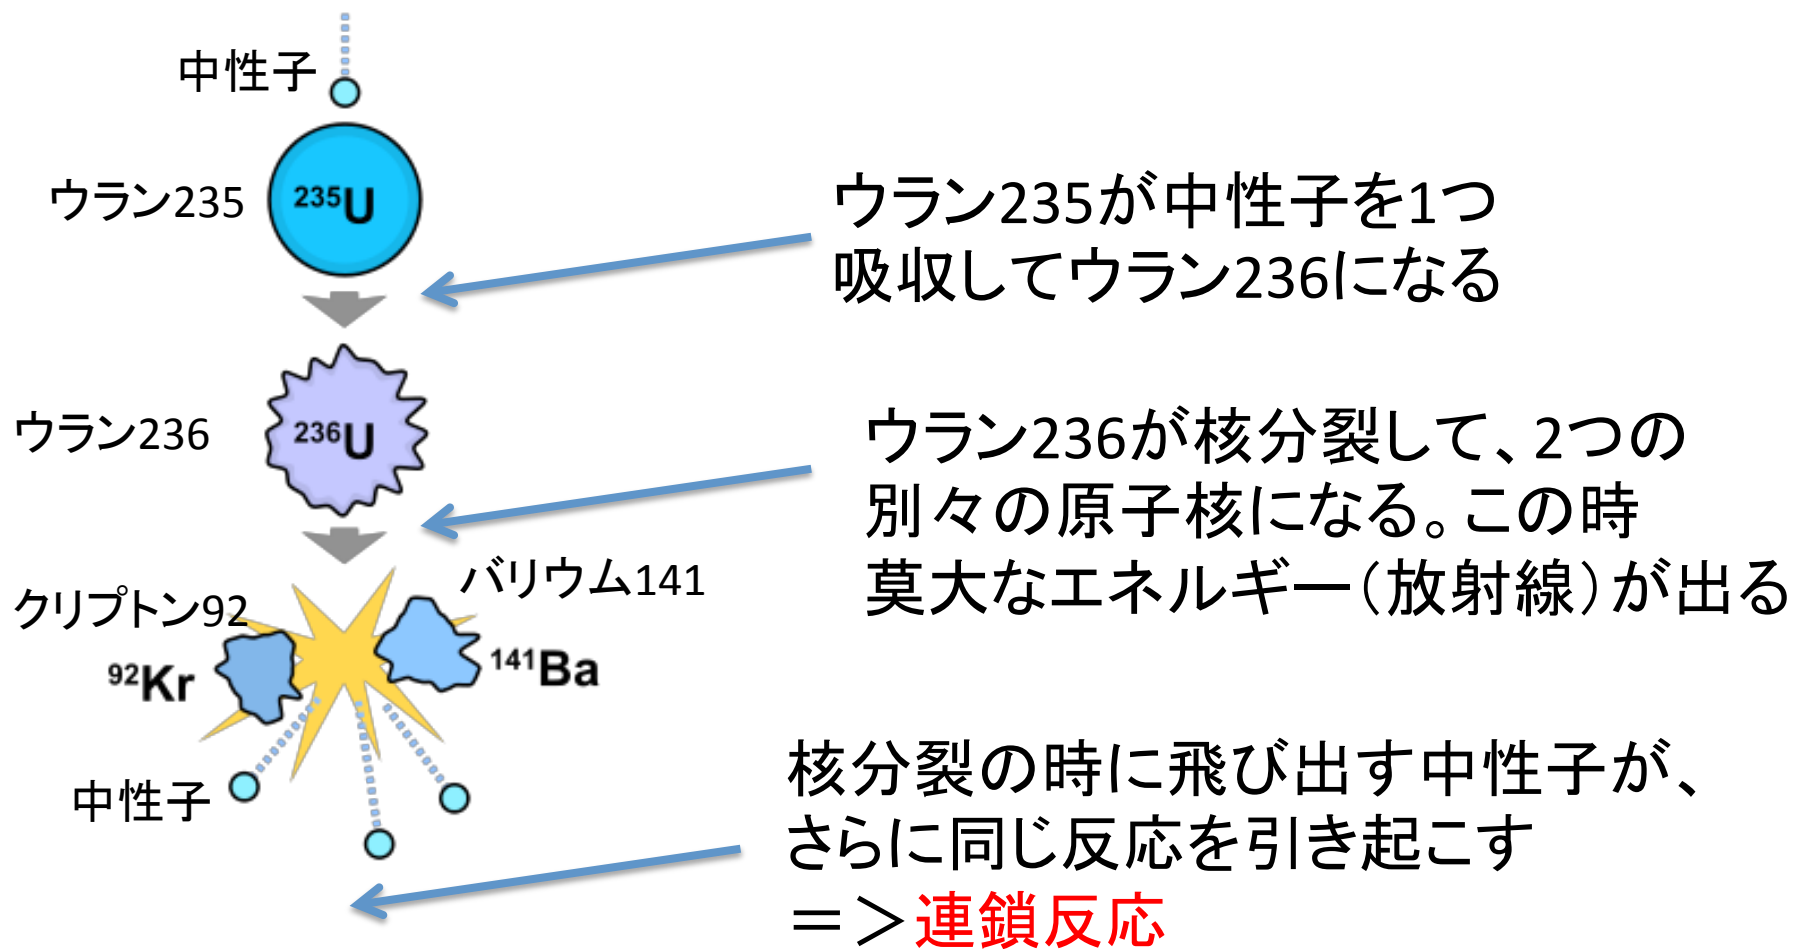 中性子
ウラン235
²³⁵U
ウラン235が中性子を1つ
吸収してウラン236になる
ウラン236
²³⁶U
ウラン236が核分裂して、2つの
別々の原子核になる。この時
莫大なエネルギー（放射線）が出る
クリプトン92
バリウム141
⁹²Kr
¹⁴¹Ba
中性子
核分裂の時に飛び出す中性子が、
さらに同じ反応を引き起こす
＝＞連鎖反応